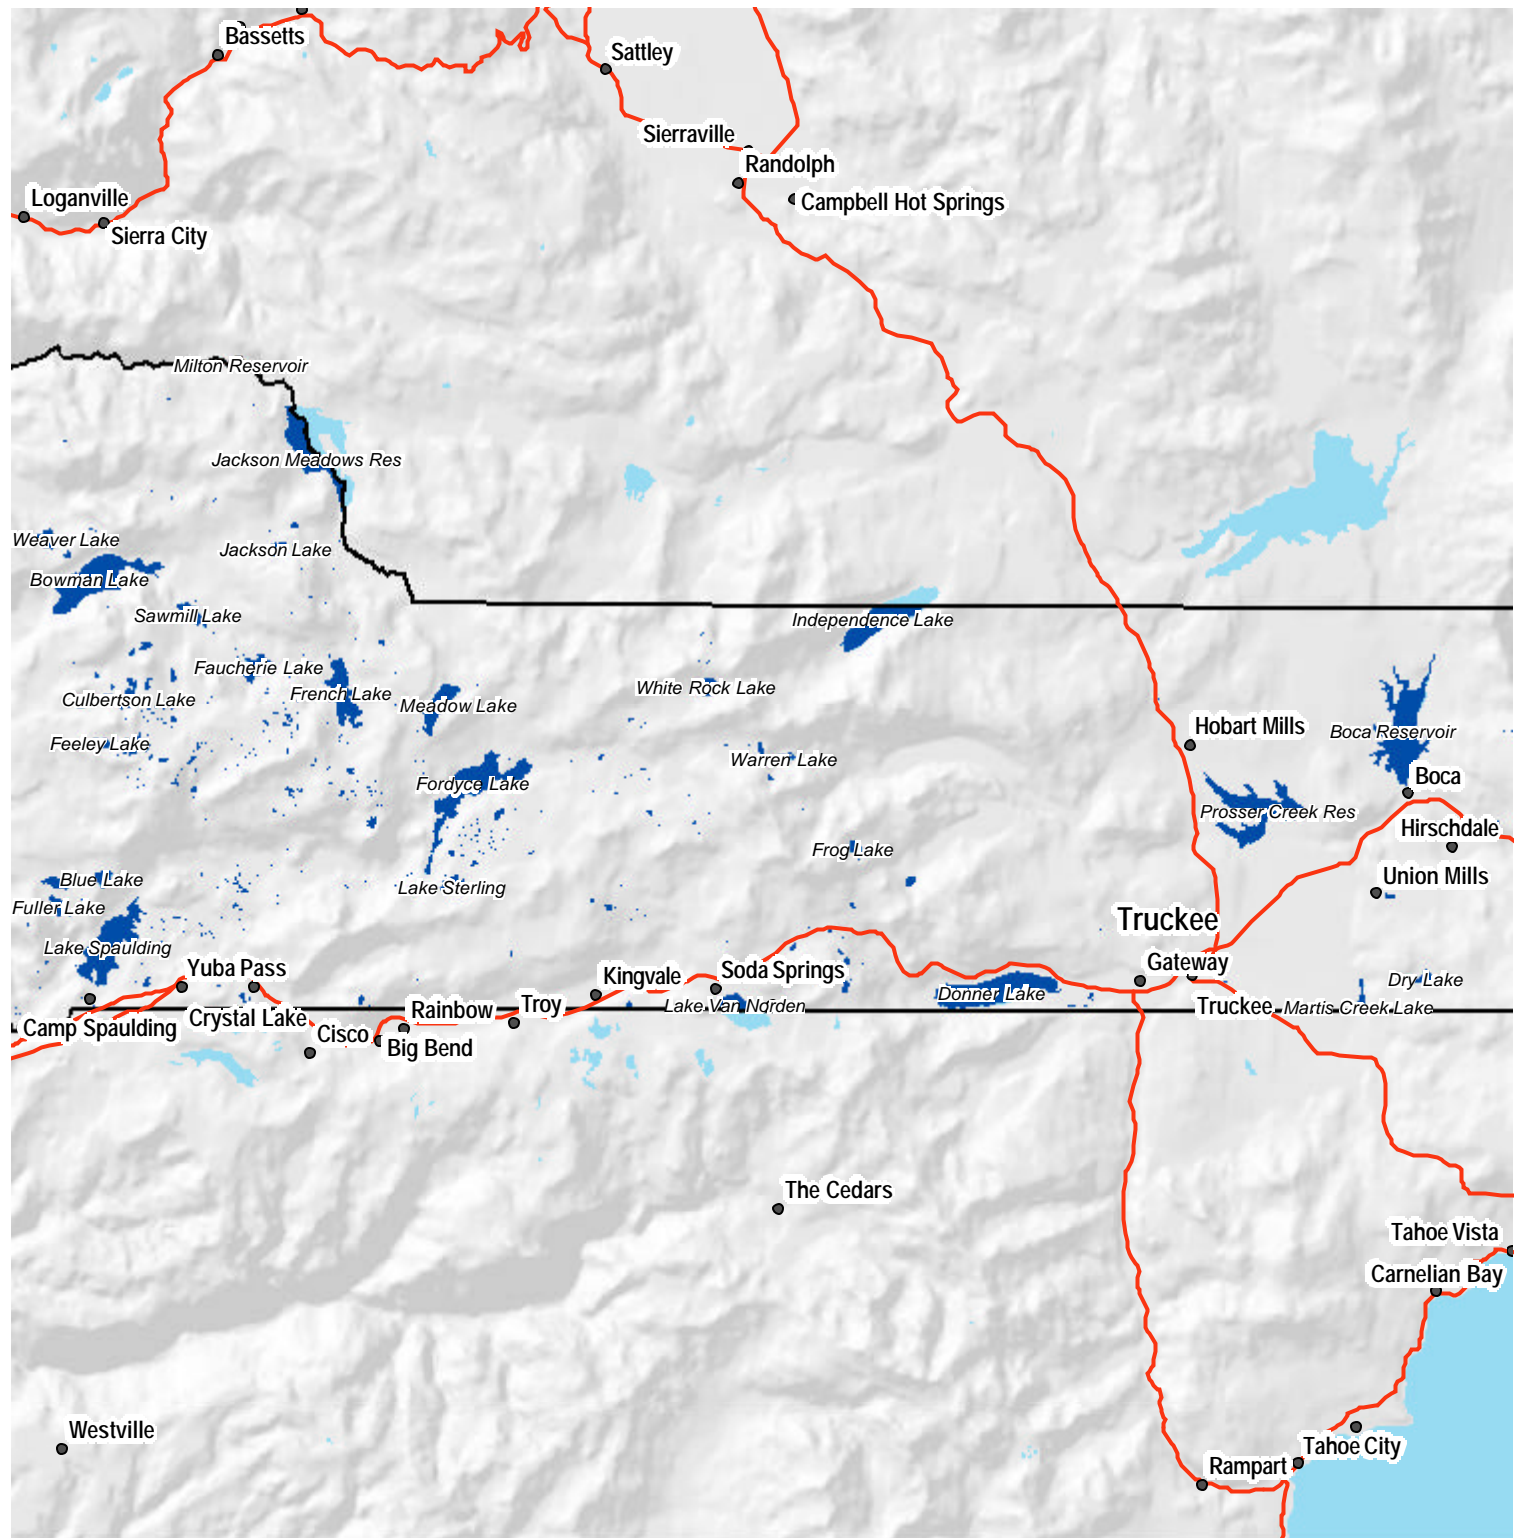 Bassetts
Sattley
Sierraville
Randolph
Campbell Hot Springs
Loganville
Sierra City
Milton Reservoir
Jackson Meadows Res
Weaver Lake
Jackson Lake
Bowman Lake
Sawmill Lake
Independence Lake
Faucherie Lake
French Lake
White Rock Lake
Culbertson Lake
Meadow Lake
Hobart Mills
Boca Reservoir
Feeley Lake
Warren Lake
Fordyce Lake
Boca
Prosser Creek Res
Hirschdale
Frog Lake
Blue Lake
Lake Sterling
Union Mills
Fuller Lake
Truckee
Lake Spaulding
Yuba Pass
Kingvale
Soda Springs
Gateway
Dry Lake
Donner Lake
Rainbow
Troy
Lake Van Norden
Truckee
Martis Creek Lake
Camp Spaulding
Crystal Lake
Cisco
Big Bend
The Cedars
Tahoe Vista
Carnelian Bay
Westville
Tahoe City
Rampart